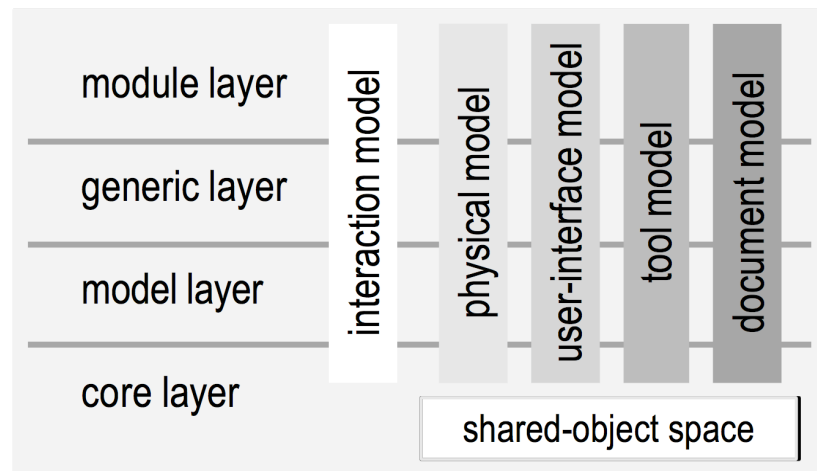 module layer
generic layer
model layer
core layer
interaction model
physical model
user-interface model
tool model
document model
shared-object space